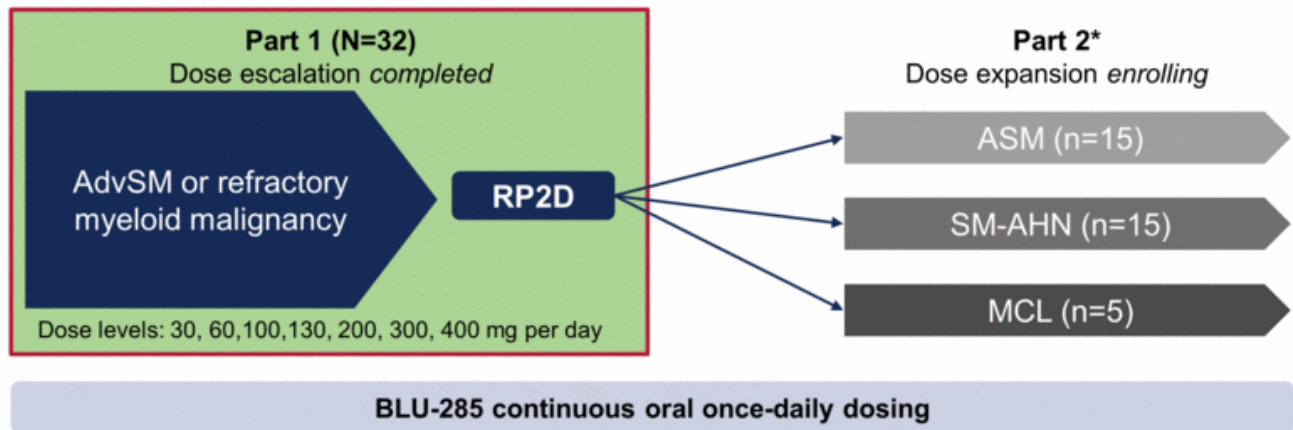 Part 1 (N=32)
Dose escalation completed
AdvSM or refractory
myeloid malignancy
RP2D
Dose levels: 30, 60,100,130, 200, 300, 400 mg per day
Part 2*
Dose expansion enrolling
ASM (n=15)
SM-AHN (n=15)
MCL (n=5)
BLU-285 continuous oral once-daily dosing